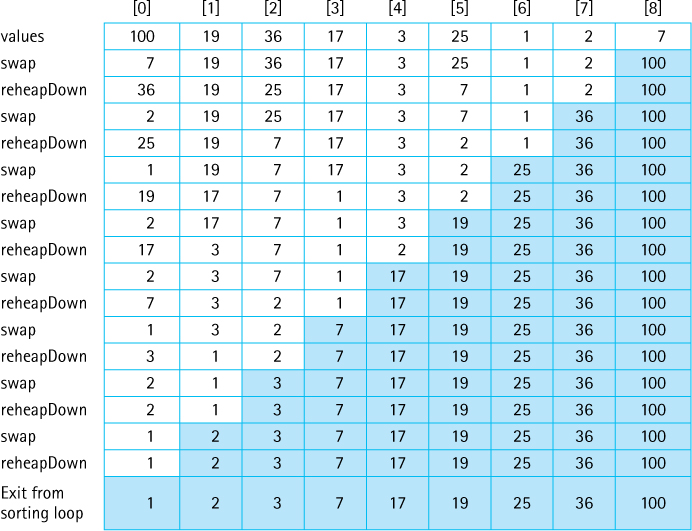 [0] [1] [2] [3] [4] [5] [6] [7] [8]
values 100 19 36 17 3 25 1 2 7
swap 7 19 36 17 3 25 1 2 100
reheapDown 36 19 25 17 3 7 1 2 100
swap 2 19 25 17 3 7 1 36 100
reheapDown 25 19 7 17 3 2 1 36 100
swap 1 19 7 17 3 2 25 36 100
reheapDown 19 17 7 1 3 2 25 36 100
swap 2 17 7 1 3 19 25 36 100
reheapDown 17 3 7 1 2 19 25 36 100
swap 2 3 7 1 17 19 25 36 100
reheapDown 7 3 2 1 17 19 25 36 100
swap 1 3 2 7 17 19 25 36 100
reheapDown 3 1 2 7 17 19 25 36 100
swap 2 1 3 7 17 19 25 36 100
reheapDown 2 1 3 7 17 19 25 36 100
swap 1 2 3 7 17 19 25 36 100
reheapDown 1 2 3 7 17 19 25 36 100
Exit from
sorting loop 1 2 3 7 17 19 25 36 100